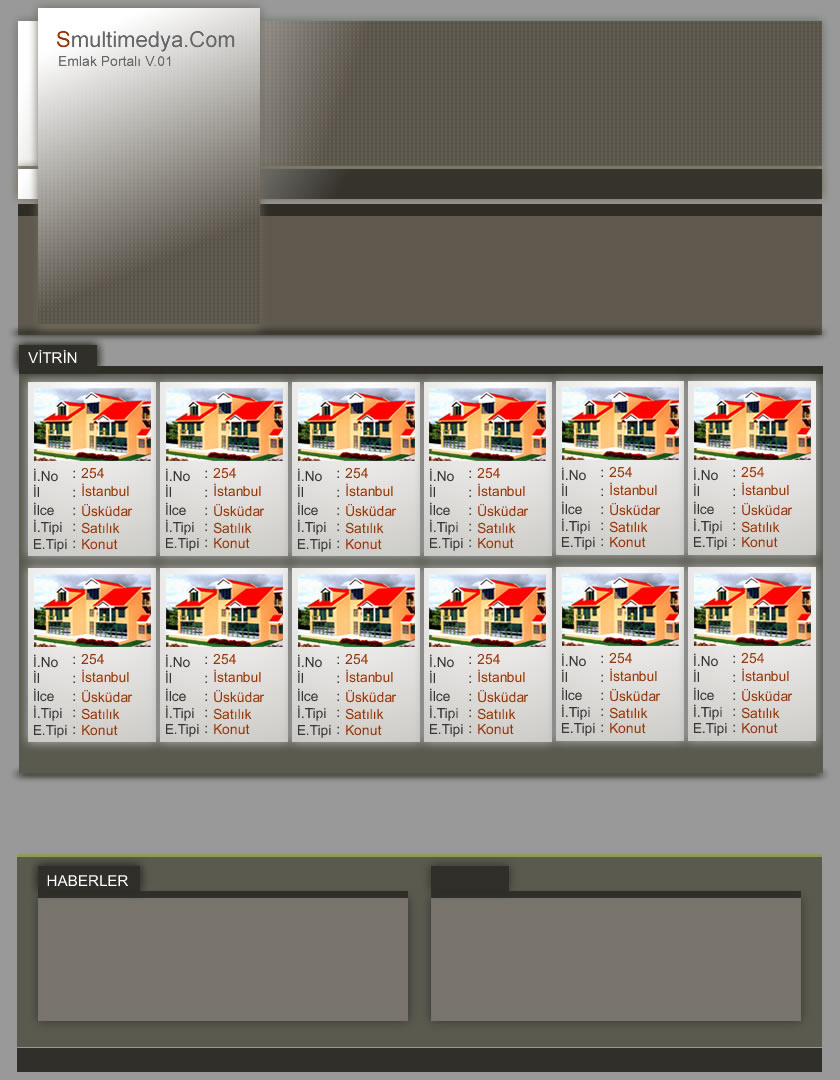 Smultimedya.Com
Emlak Portalı V.01
VİTRİN
İ.No : 254
İl : İstanbul
İlce : Üsküdar
İ.Tipi : Satılık
E.Tipi : Konut
İ.No : 254
İl : İstanbul
İlce : Üsküdar
İ.Tipi : Satılık
E.Tipi : Konut
İ.No : 254
İl : İstanbul
İlce : Üsküdar
İ.Tipi : Satılık
E.Tipi : Konut
İ.No : 254
İl : İstanbul
İlce : Üsküdar
İ.Tipi : Satılık
E.Tipi : Konut
İ.No : 254
İl : İstanbul
İlce : Üsküdar
İ.Tipi : Satılık
E.Tipi : Konut
İ.No : 254
İl : İstanbul
İlce : Üsküdar
İ.Tipi : Satılık
E.Tipi : Konut
İ.No : 254
İl : İstanbul
İlce : Üsküdar
İ.Tipi : Satılık
E.Tipi : Konut
İ.No : 254
İl : İstanbul
İlce : Üsküdar
İ.Tipi : Satılık
E.Tipi : Konut
İ.No : 254
İl : İstanbul
İlce : Üsküdar
İ.Tipi : Satılık
E.Tipi : Konut
İ.No : 254
İl : İstanbul
İlce : Üsküdar
İ.Tipi : Satılık
E.Tipi : Konut
İ.No : 254
İl : İstanbul
İlce : Üsküdar
İ.Tipi : Satılık
E.Tipi : Konut
İ.No : 254
İl : İstanbul
İlce : Üsküdar
İ.Tipi : Satılık
E.Tipi : Konut
HABERLER